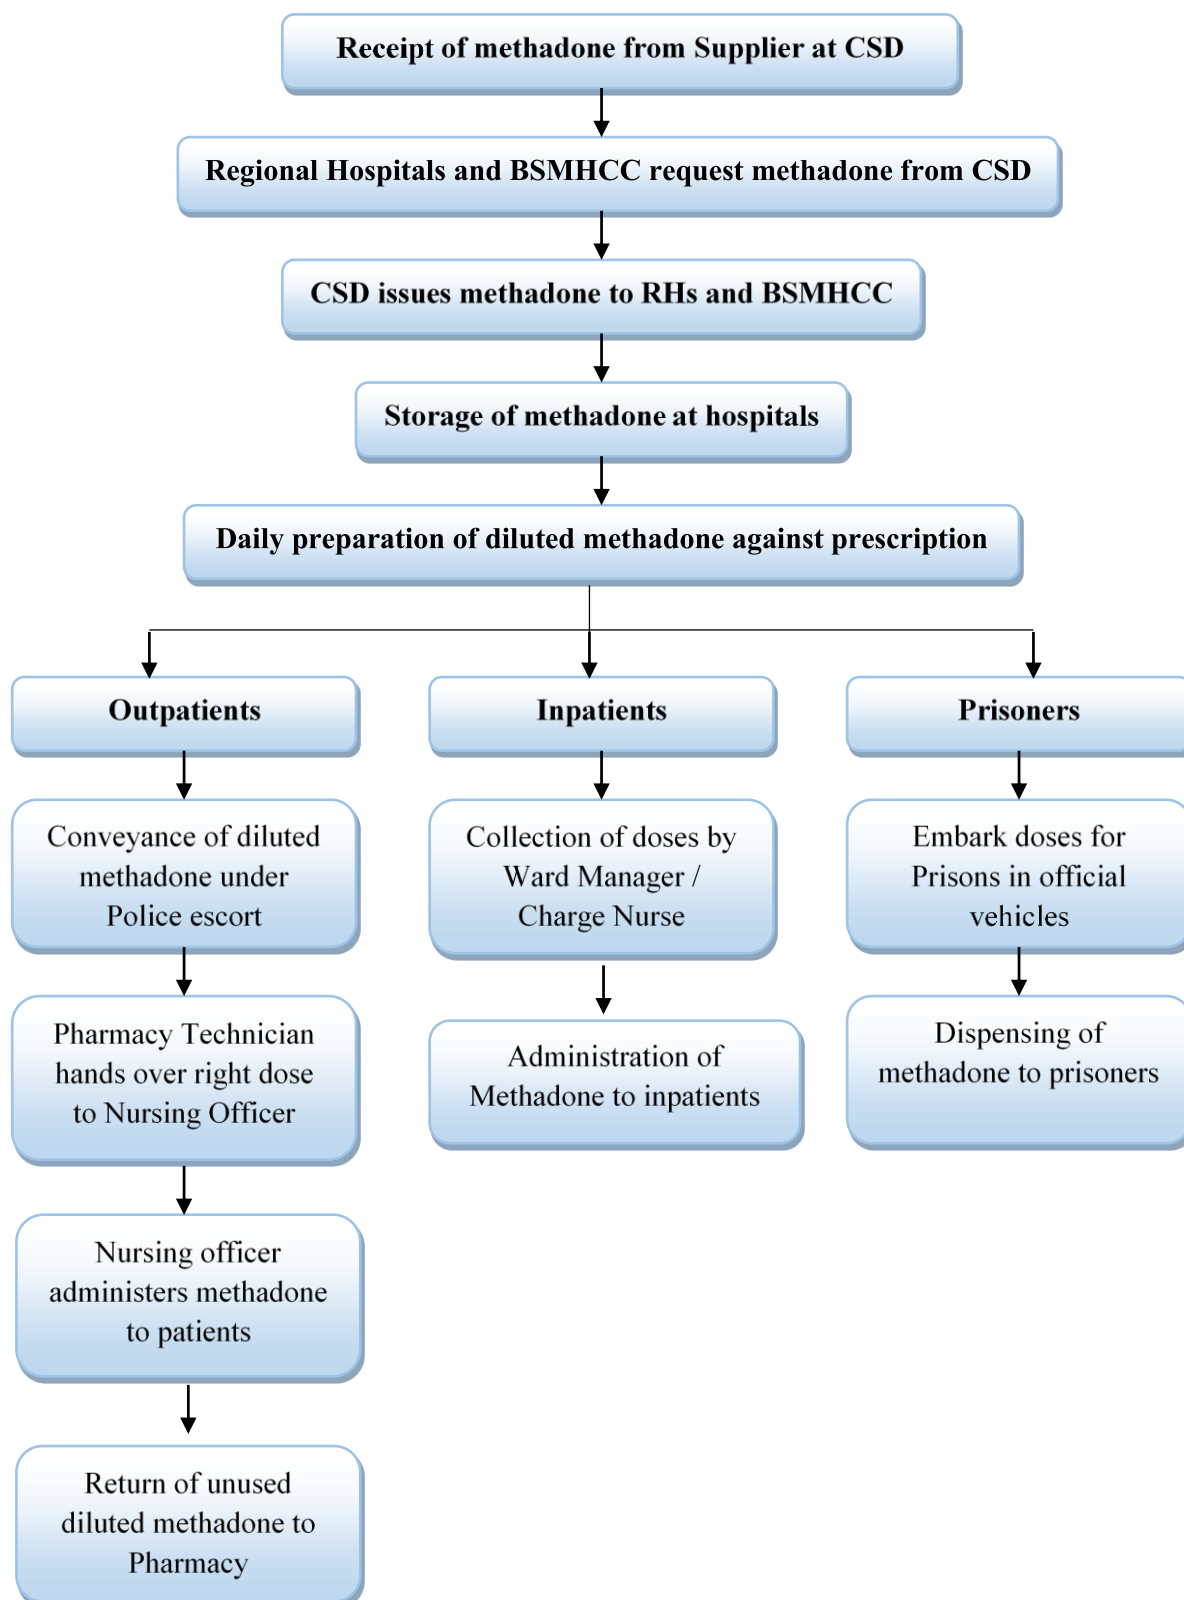 Receipt of methadone from Supplier at CSD
Regional Hospitals and BSMHCC request methadone from CSD
CSD issues methadone to RHs and BSMHCC
Storage of methadone at hospitals
Daily preparation of diluted methadone against prescription
Outpatients
Conveyance of diluted
methadone under
Police escort
Pharmacy Technician
hands over right dose
to Nursing Officer
Nursing officer
administers methadone
to patients
Return of unused
diluted methadone to
Pharmacy
Inpatients
Collection of doses by
Ward Manager /
Charge Nurse
Administration of
Methadone to inpatients
Prisoners
Embark doses for
Prisons in official
vehicles
Dispensing of
methadone to prisoners